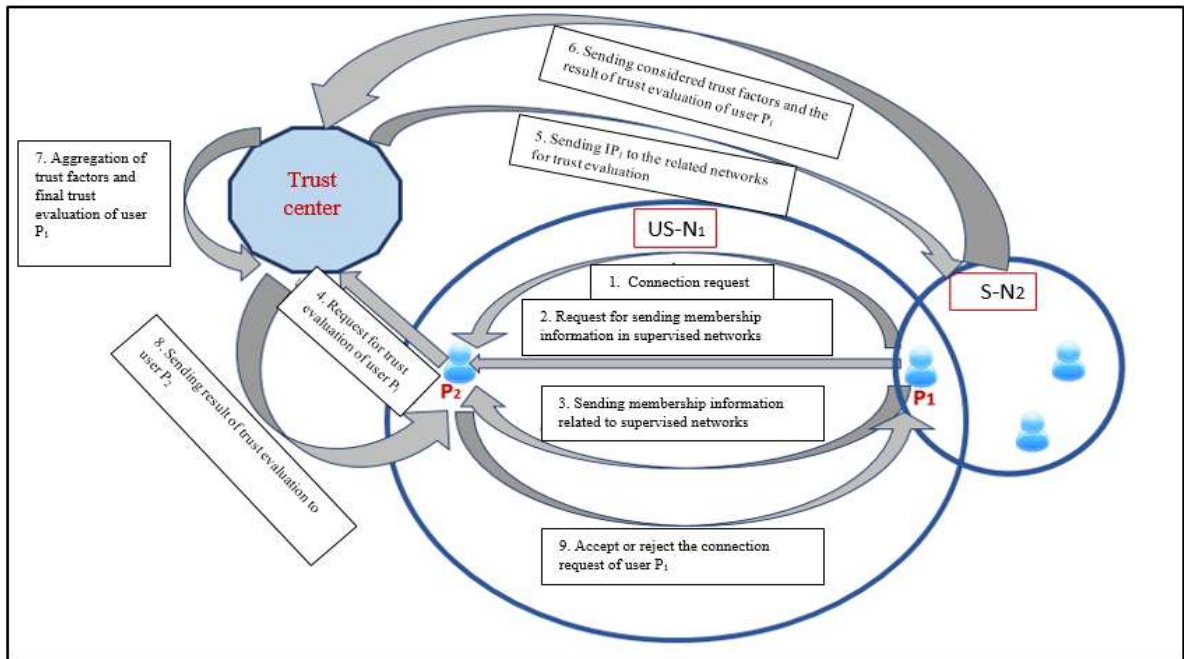 6. Sending considered trust factors and the
result of trust evaluation of user P₁
5. Sending IP₁ to the related networks
for trust evaluation
7. Aggregation of
trust factors and
final trust
evaluation of user
P₁
Trust
center
US-N₁
S-N₂
1. Connection request
2. Request for sending membership
information in supervised networks
4. Request for trust
evaluation of user P₁
P₂
P1
3. Sending membership information
related to supervised networks
8. Sending result of trust evaluation to
user P₂
9. Accept or reject the connection
request of user P₁